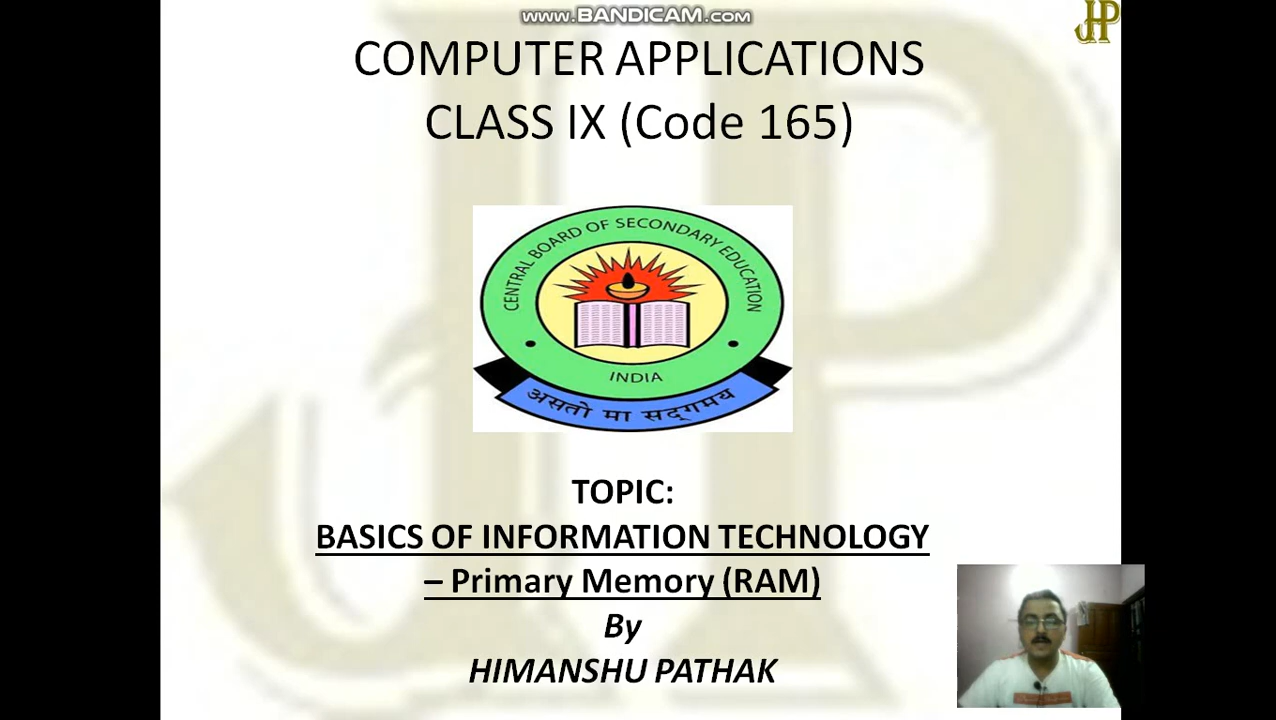 www.BANDICAM.com
JHP
COMPUTER APPLICATIONS
CLASS IX (Code 165)
CENTRAL BOARD OF SECONDARY EDUCATION
INDIA
असतो मा सद्गमय
TOPIC:
BASICS OF INFORMATION TECHNOLOGY
– Primary Memory (RAM)
By
HIMANSHU PATHAK